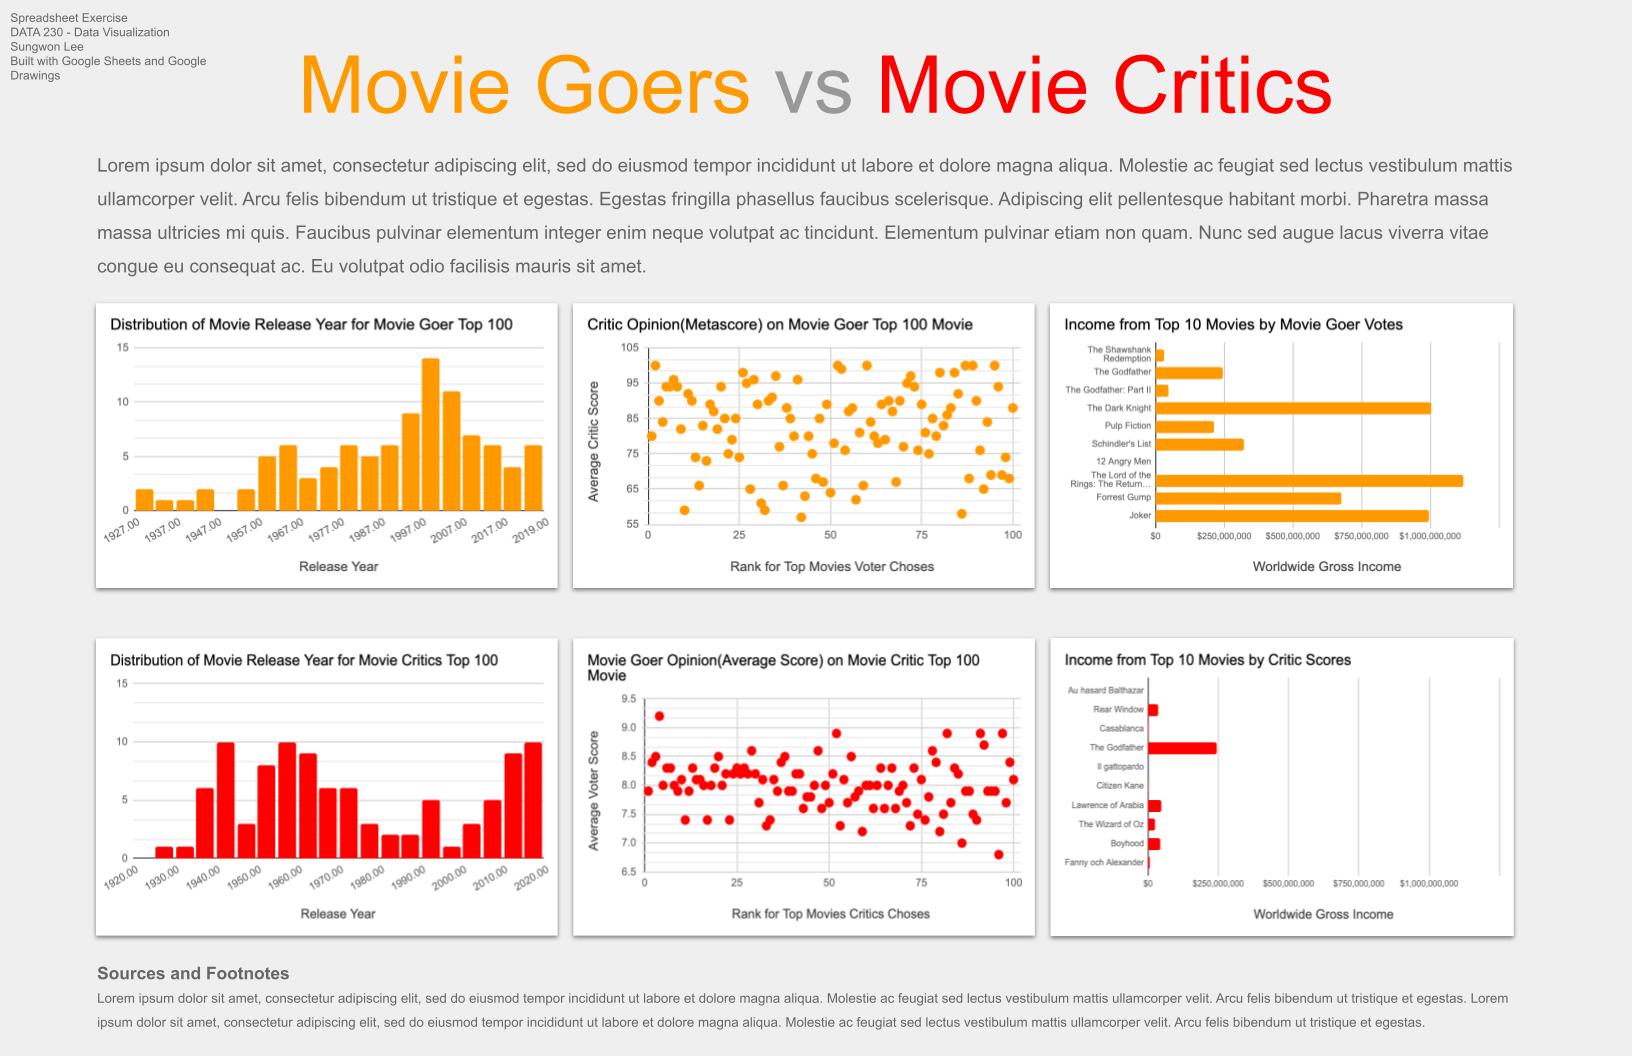 Spreadsheet Exercise
DATA 230 - Data Visualization
Sungwon Lee
Built with Google Sheets and Google
Drawings
Movie Goers vs Movie Critics
Lorem ipsum dolor sit amet, consectetur adipiscing elit, sed do eiusmod tempor incididunt ut labore et dolore magna aliqua. Molestie ac feugiat sed lectus vestibulum mattis
ullamcorper velit. Arcu felis bibendum ut tristique et egestas. Egestas fringilla phasellus faucibus scelerisque. Adipiscing elit pellentesque habitant morbi. Pharetra massa
massa ultricies mi quis. Faucibus pulvinar elementum integer enim neque volutpat ac tincidunt. Elementum pulvinar etiam non quam. Nunc sed augue lacus viverra vitae
congue eu consequat ac. Eu volutpat odio facilisis mauris sit amet.
Distribution of Movie Release Year for Movie Goer Top 100
15
10
5
0
1927.00 1937.00 1947.00 1957.00 1967.00 1977.00 1987.00 1997.00 2007.00 2017.00 2019.00
Release Year
Critic Opinion(Metascore) on Movie Goer Top 100 Movie
Average Critic Score
105
95
85
75
65
55
0 25 50 75 100
Rank for Top Movies Voter Choses
Income from Top 10 Movies by Movie Goer Votes
The Shawshank
Redemption
The Godfather
The Godfather: Part II
The Dark Knight
Pulp Fiction
Schindler's List
12 Angry Men
The Lord of the
Rings: The Return...
Forrest Gump
Joker
$0 $250,000,000 $500,000,000 $750,000,000 $1,000,000,000
Worldwide Gross Income
Distribution of Movie Release Year for Movie Critics Top 100
15
10
5
0
1920.00 1930.00 1940.00 1950.00 1960.00 1970.00 1980.00 1990.00 2000.00 2010.00 2020.00
Release Year
Movie Goer Opinion(Average Score) on Movie Critic Top 100
Movie
Average Voter Score
9.5
9.0
8.5
8.0
7.5
7.0
6.5
0 25 50 75 100
Rank for Top Movies Critics Choses
Income from Top 10 Movies by Critic Scores
Au hasard Balthazar
Rear Window
Casablanca
The Godfather
Il gattopardo
Citizen Kane
Lawrence of Arabia
The Wizard of Oz
Boyhood
Fanny och Alexander
$0 $250,000,000 $500,000,000 $750,000,000 $1,000,000,000
Worldwide Gross Income
Sources and Footnotes
Lorem ipsum dolor sit amet, consectetur adipiscing elit, sed do eiusmod tempor incididunt ut labore et dolore magna aliqua. Molestie ac feugiat sed lectus vestibulum mattis ullamcorper velit. Arcu felis bibendum ut tristique et egestas. Lorem
ipsum dolor sit amet, consectetur adipiscing elit, sed do eiusmod tempor incididunt ut labore et dolore magna aliqua. Molestie ac feugiat sed lectus vestibulum mattis ullamcorper velit. Arcu felis bibendum ut tristique et egestas.